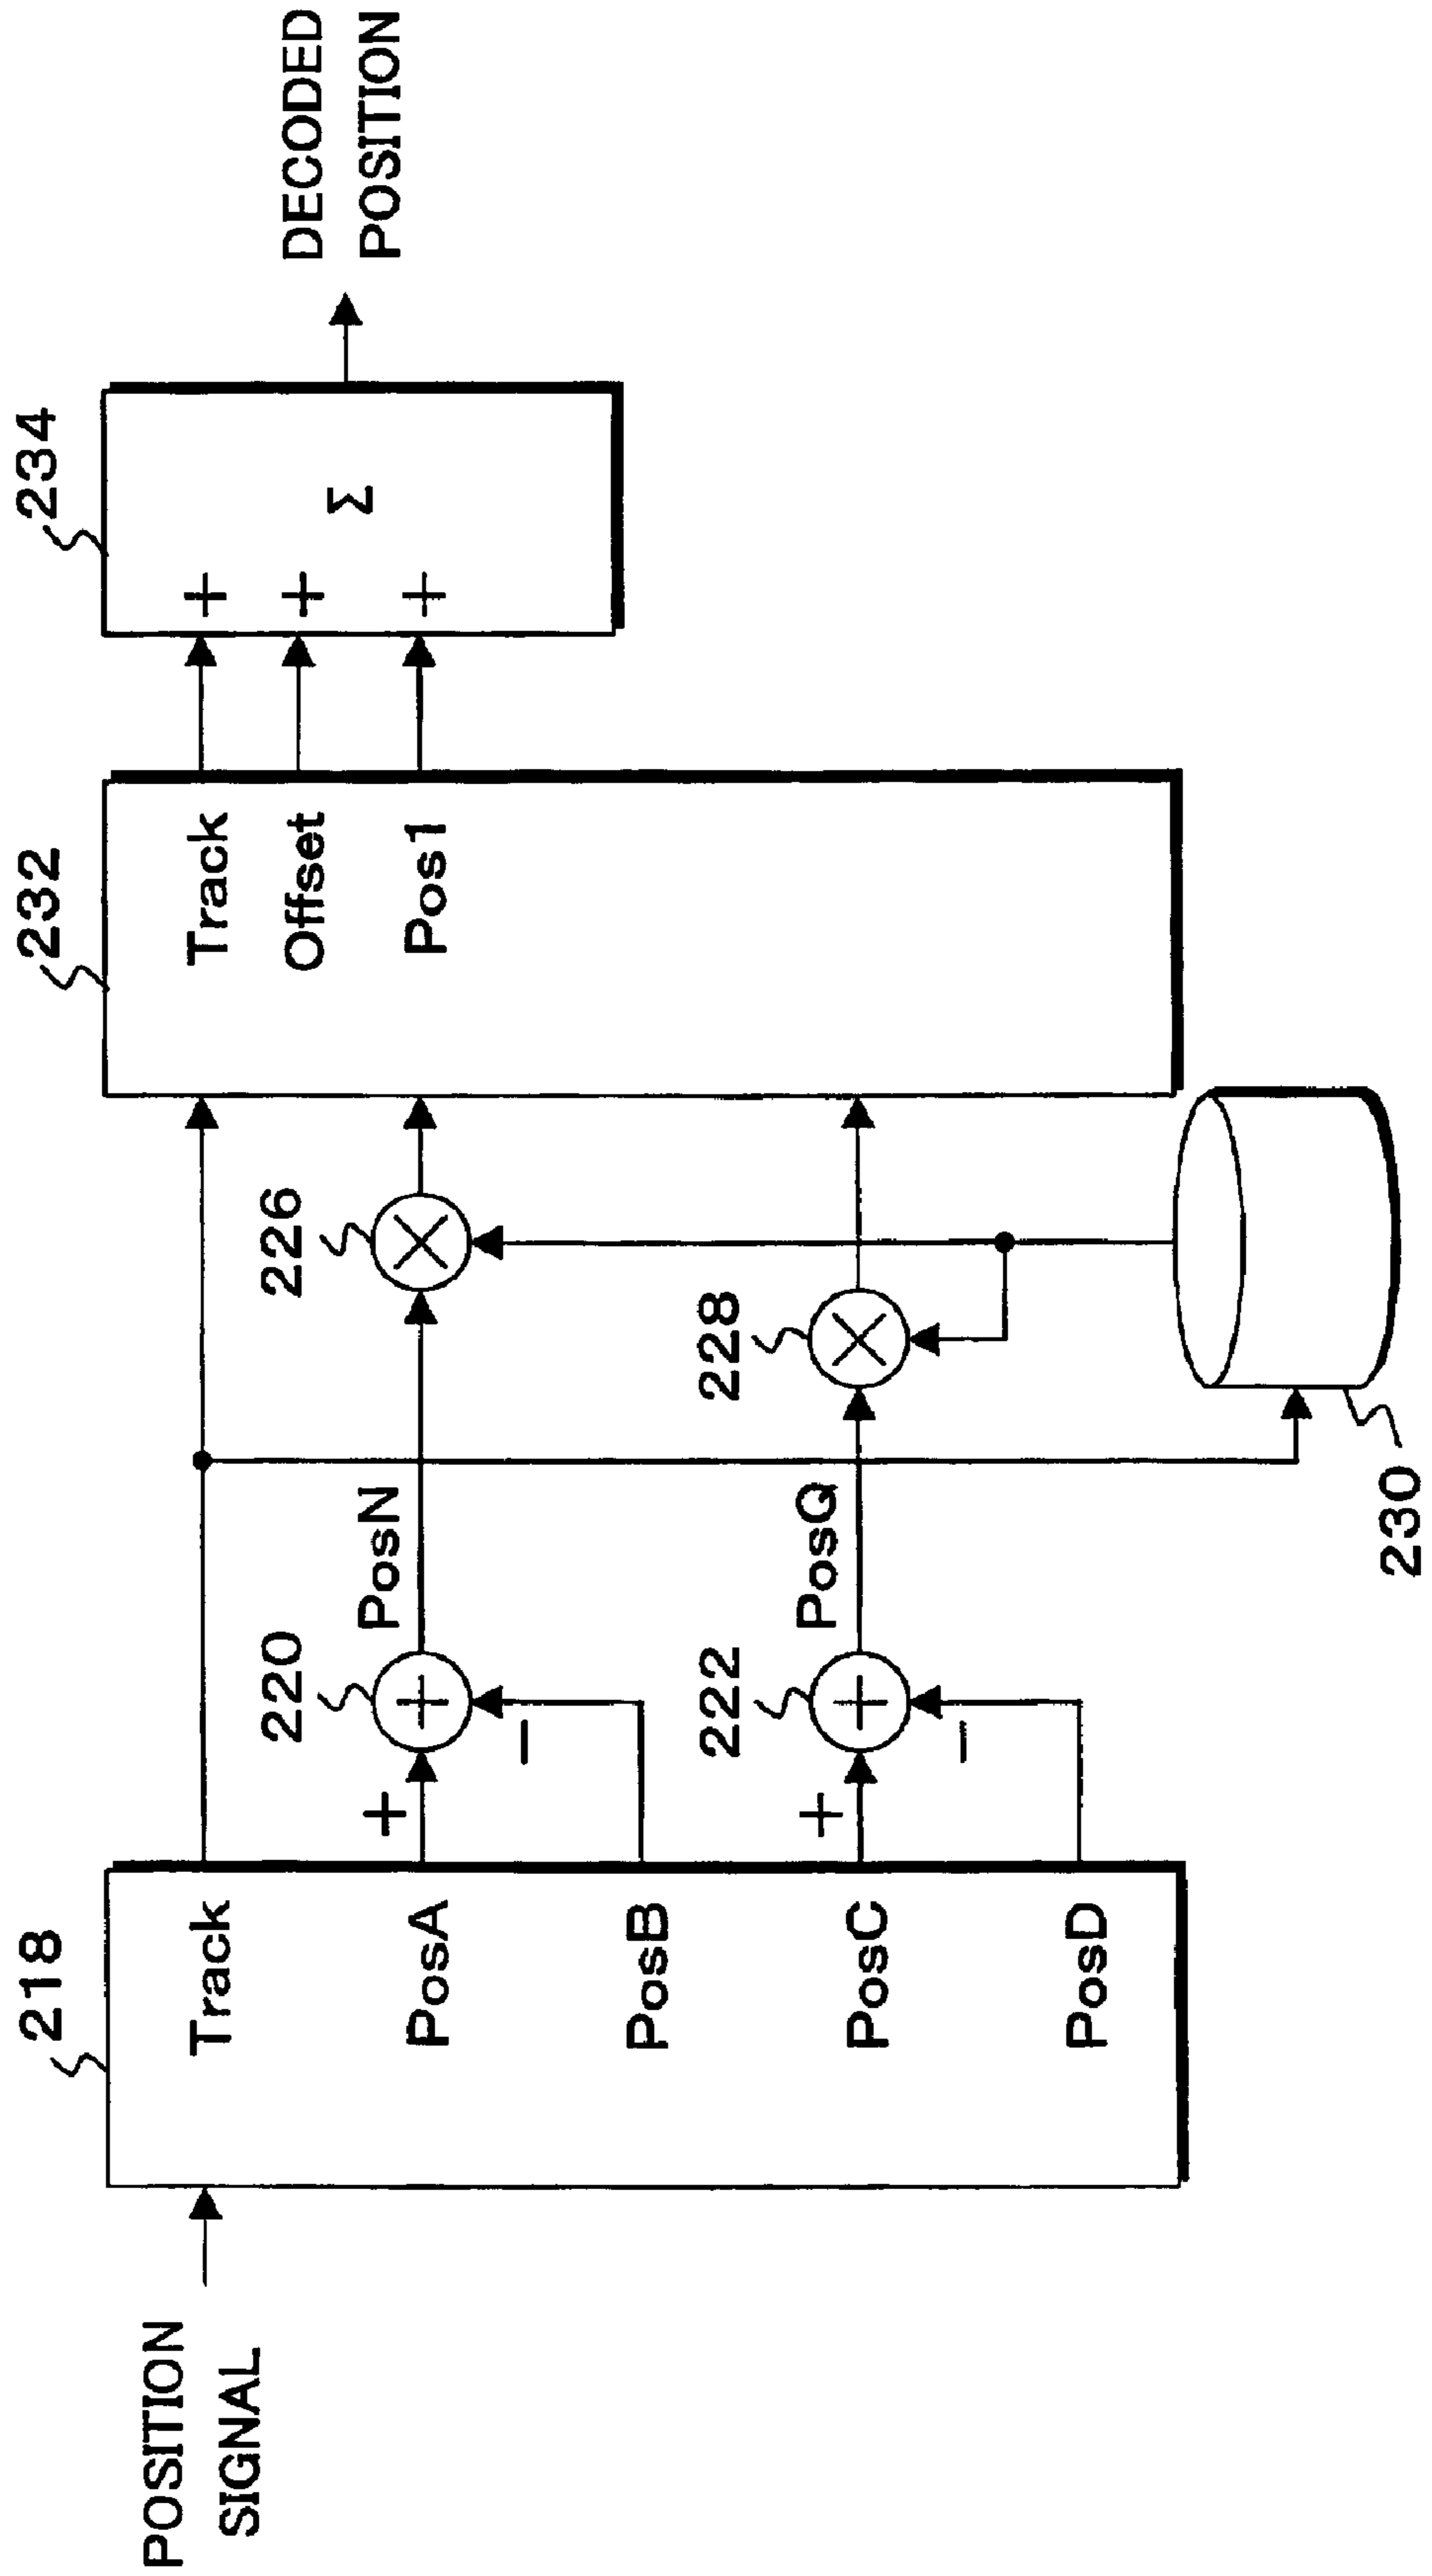 POSITION
SIGNAL
218
Track
PosA
PosB
PosC
PosD
+
−
220
PosN
+
−
222
PosQ
226
228
230
232
Track
Offset
Pos1
234
+
+
+
Σ
DECODED
POSITION